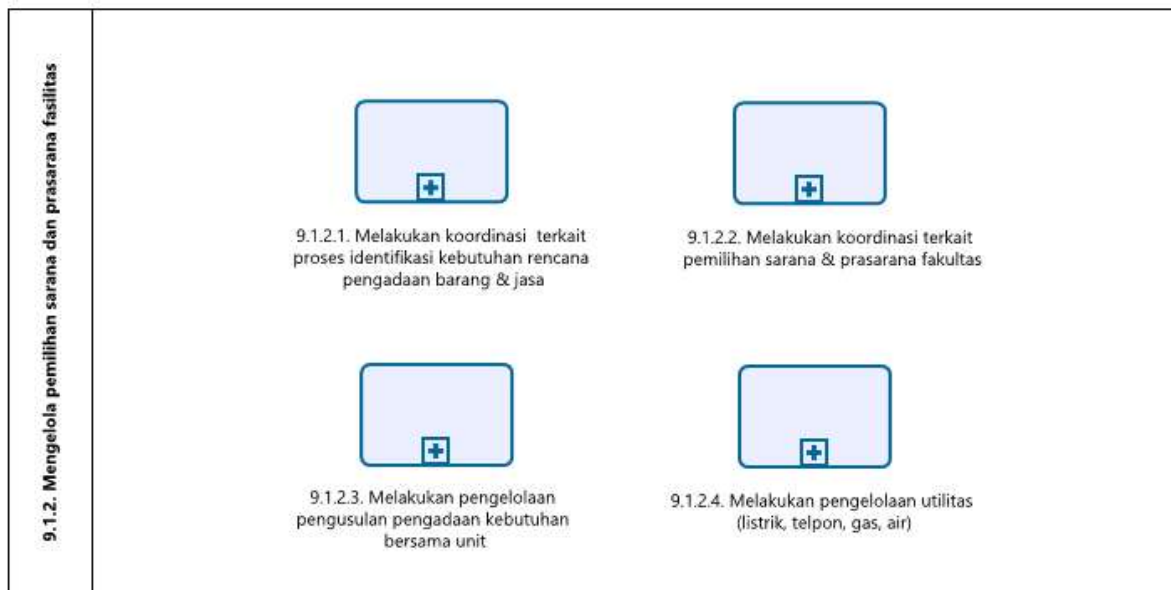 9.1.2. Mengelola pemilihan sarana dan prasarana fasilitas
9.1.2.1. Melakukan koordinasi terkait
proses identifikasi kebutuhan rencana
pengadaan barang & jasa
9.1.2.2. Melakukan koordinasi terkait
pemilihan sarana & prasarana fakultas
9.1.2.3. Melakukan pengelolaan
pengusulan pengadaan kebutuhan
bersama unit
9.1.2.4. Melakukan pengelolaan utilitas
(listrik, telpon, gas, air)